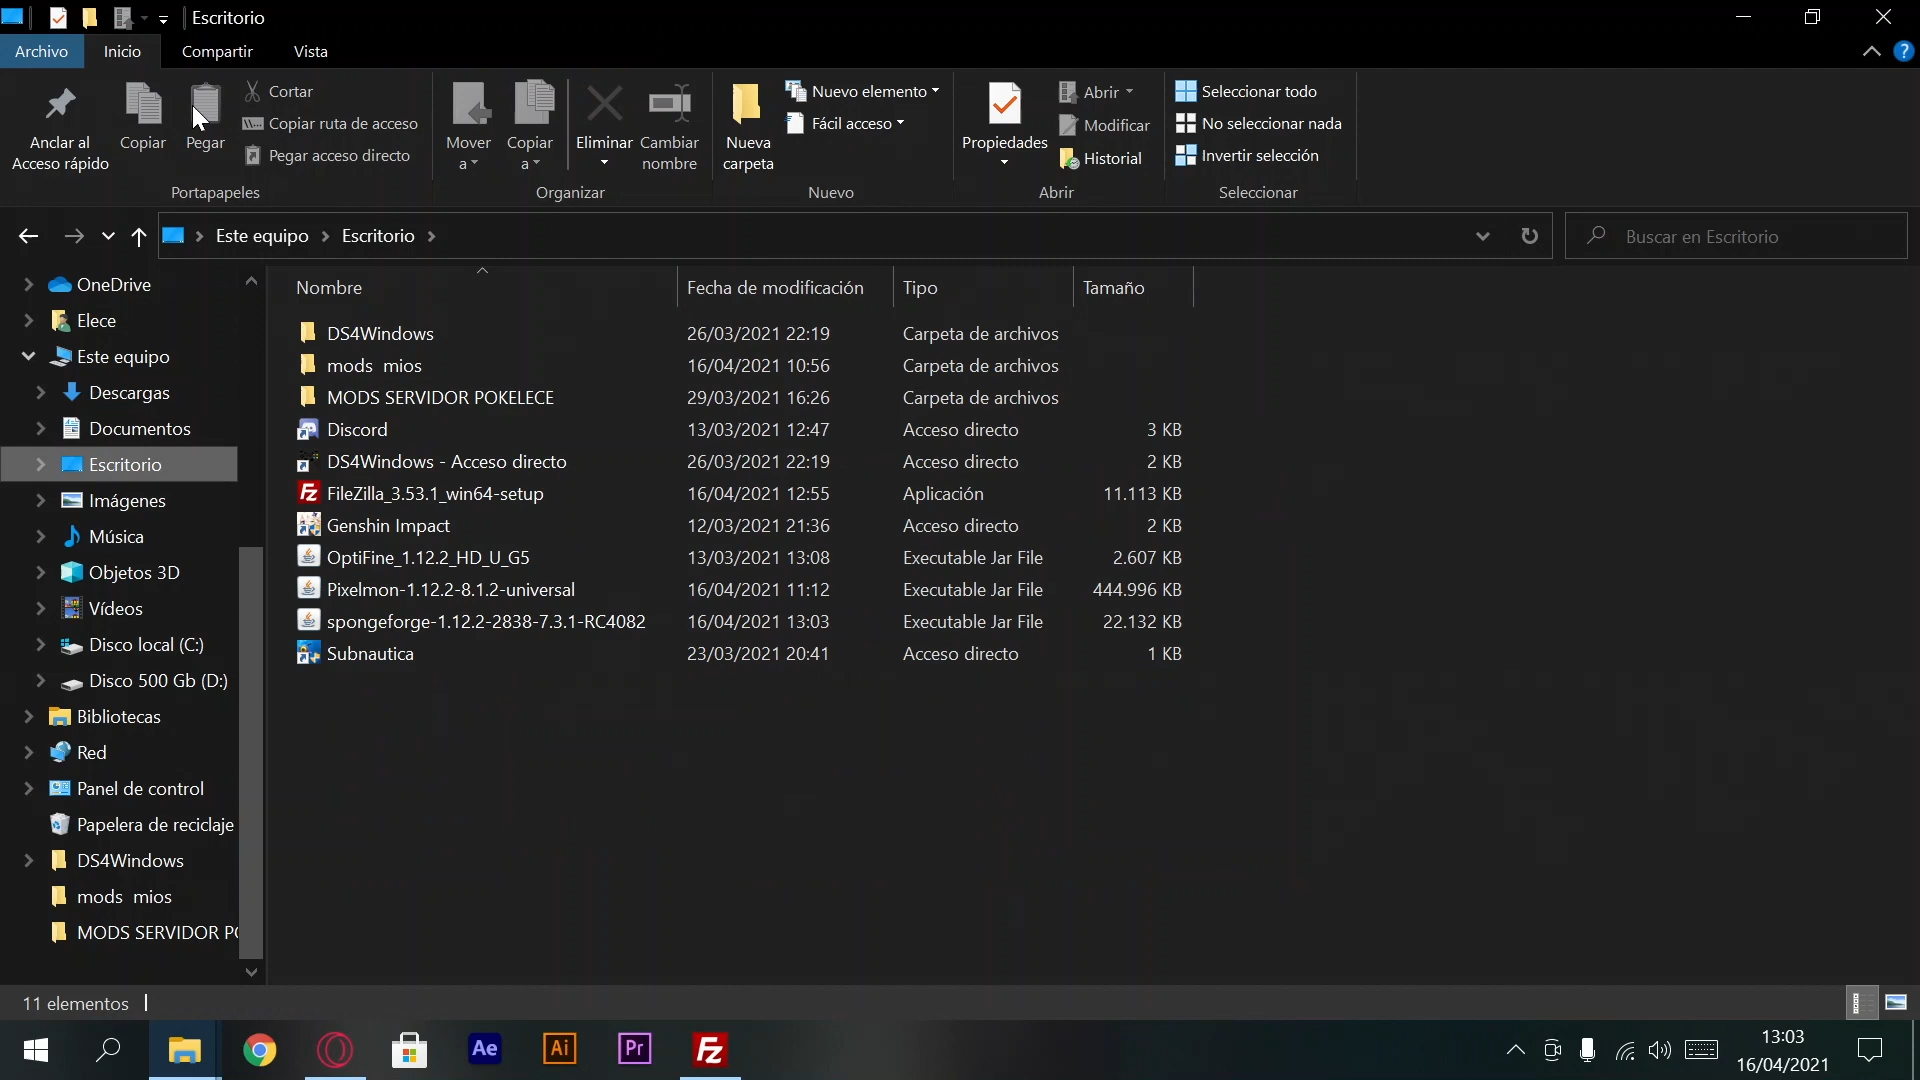 Escritorio
Archivo Inicio Compartir Vista
Anclar al
Acceso rápido
Copiar
Pegar
Cortar
Copiar ruta de acceso
Pegar acceso directo
Portapapeles
Mover
a
Copiar
a
Eliminar
Cambiar
nombre
Organizar
Nueva
carpeta
Nuevo elemento
Fácil acceso
Nuevo
Propiedades
Abrir
Modificar
Historial
Abrir
Seleccionar todo
No seleccionar nada
Invertir selección
Seleccionar
Este equipo Escritorio
Buscar en Escritorio
OneDrive
Elece
Este equipo
Descargas
Documentos
Escritorio
Imágenes
Música
Objetos 3D
Vídeos
Disco local (C:)
Disco 500 Gb (D:)
Bibliotecas
Red
Panel de control
Papelera de reciclaje
DS4Windows
mods mios
MODS SERVIDOR P
Nombre Fecha de modificación Tipo Tamaño
DS4Windows 26/03/2021 22:19 Carpeta de archivos
mods mios 16/04/2021 10:56 Carpeta de archivos
MODS SERVIDOR POKELECE 29/03/2021 16:26 Carpeta de archivos
Discord 13/03/2021 12:47 Acceso directo 3 KB
DS4Windows - Acceso directo 26/03/2021 22:19 Acceso directo 2 KB
FileZilla_3.53.1_win64-setup 16/04/2021 12:55 Aplicación 11.113 KB
Genshin Impact 12/03/2021 21:36 Acceso directo 2 KB
OptiFine_1.12.2_HD_U_G5 13/03/2021 13:08 Executable Jar File 2.607 KB
Pixelmon-1.12.2-8.1.2-universal 16/04/2021 11:12 Executable Jar File 444.996 KB
spongeforge-1.12.2-2838-7.3.1-RC4082 16/04/2021 13:03 Executable Jar File 22.132 KB
Subnautica 23/03/2021 20:41 Acceso directo 1 KB
11 elementos
Ae Ai Pr Fz
13:03
16/04/2021